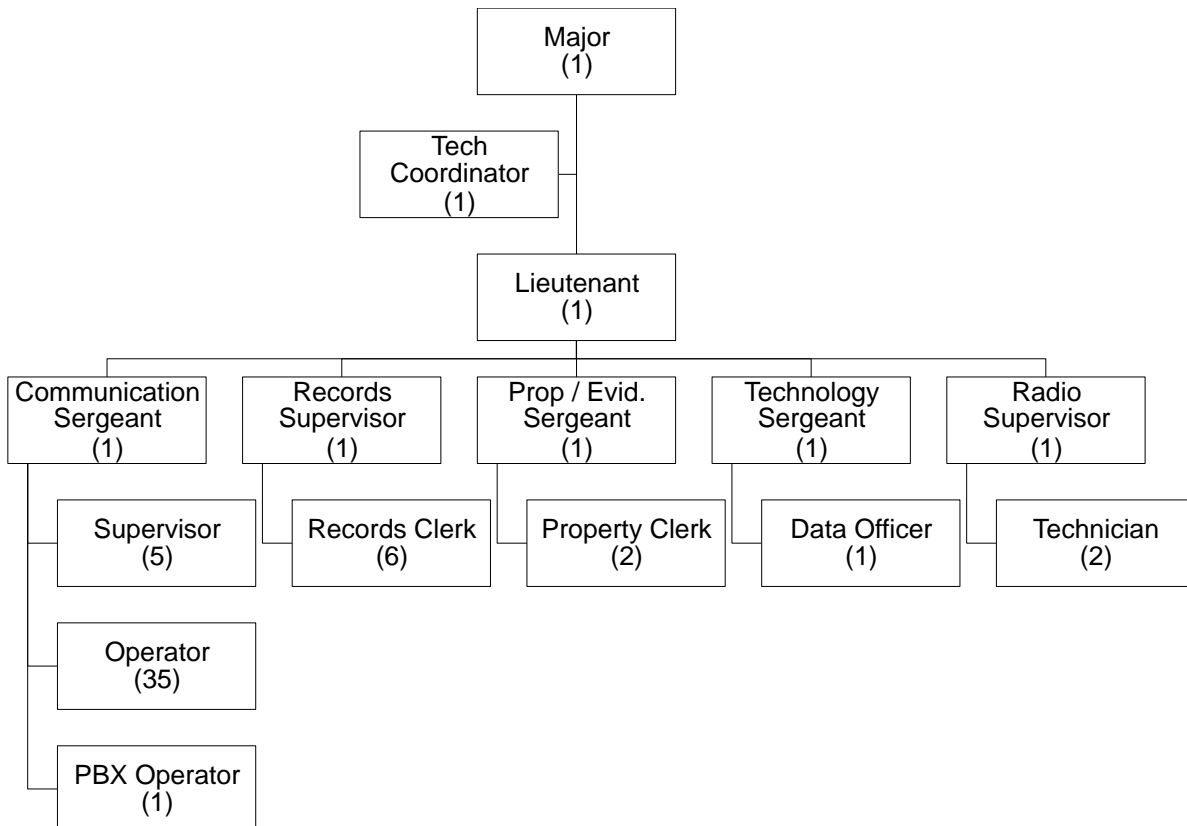 Major
(1)
Tech
Coordinator
(1)
Lieutenant
(1)
Communication
Sergeant
(1)
Records
Supervisor
(1)
Prop / Evid.
Sergeant
(1)
Technology
Sergeant
(1)
Radio
Supervisor
(1)
Supervisor
(5)
Records Clerk
(6)
Property Clerk
(2)
Data Officer
(1)
Technician
(2)
Operator
(35)
PBX Operator
(1)